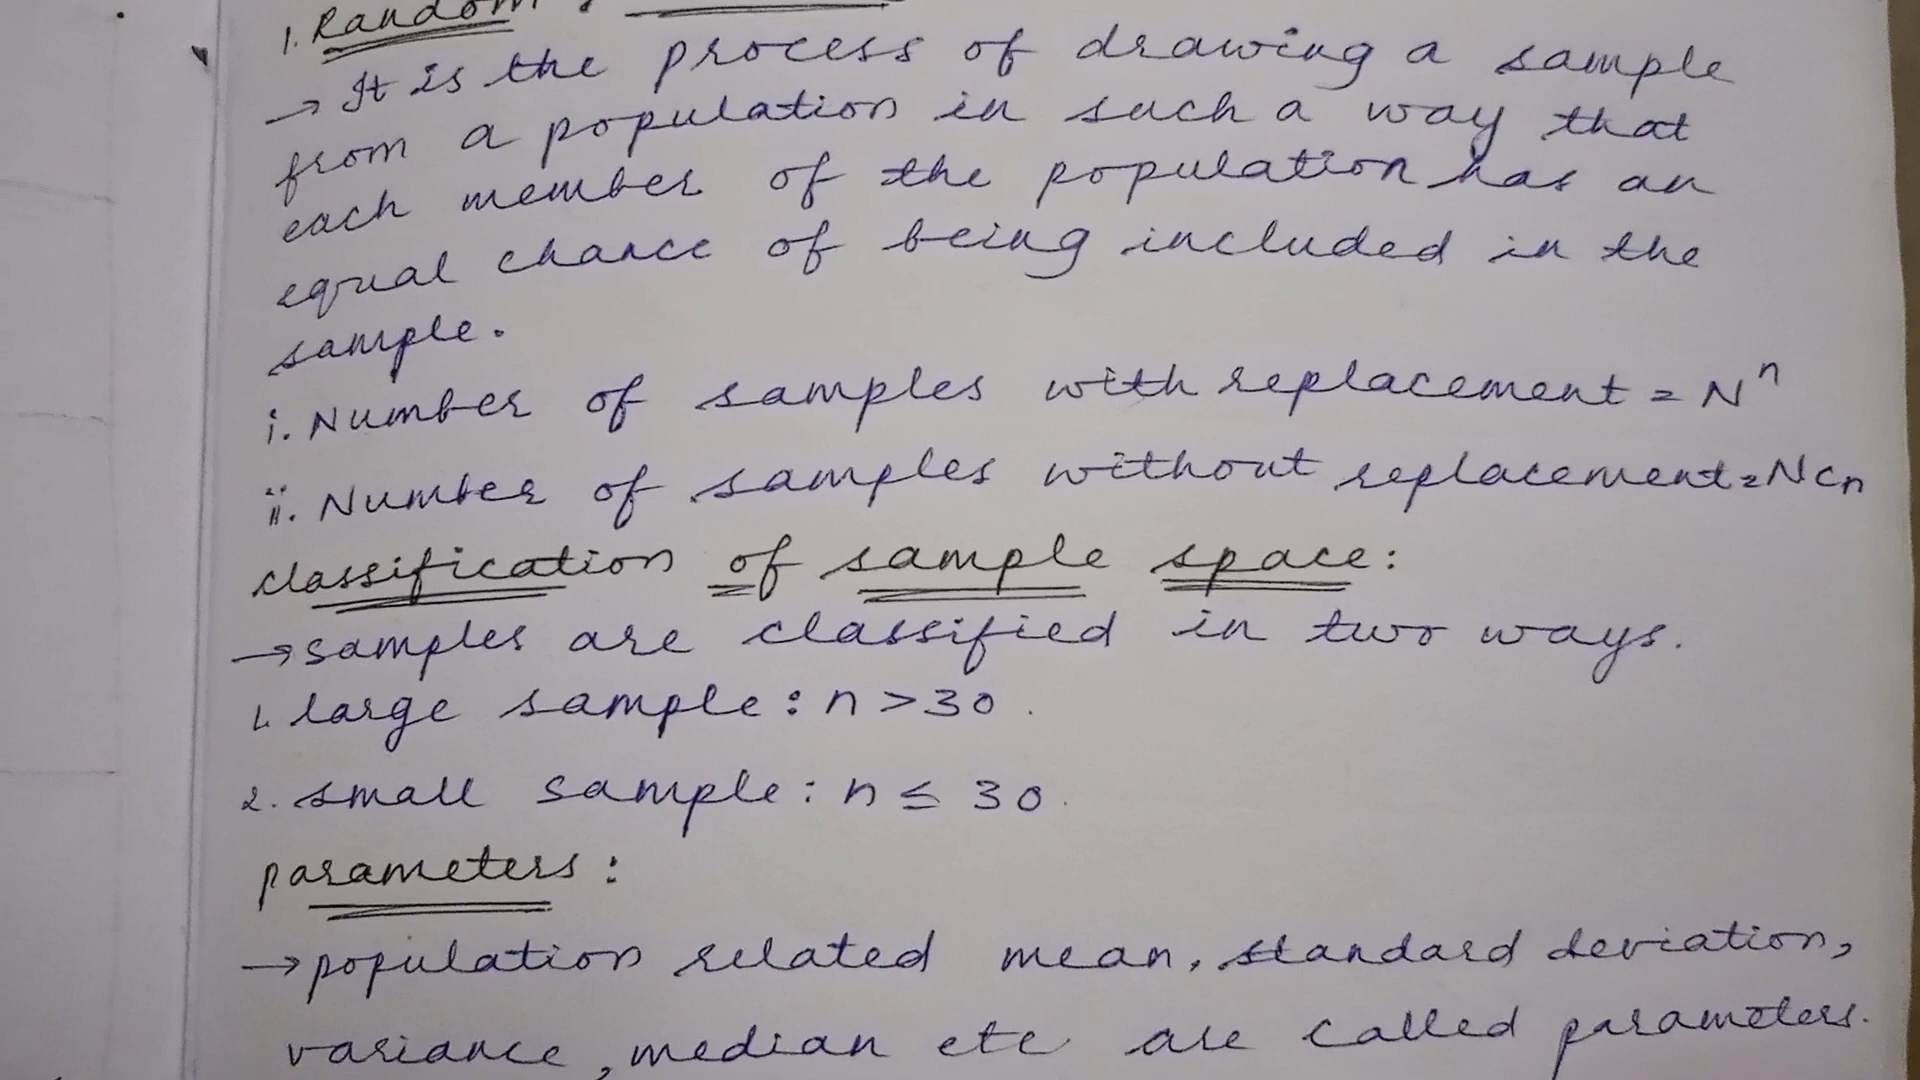 1. Random
→ It is the process of drawing a sample
from a population in such a way that
each member of the population has an
equal chance of being included in the
sample.
i. Number of samples with replacement = Nⁿ
ii. Number of samples without replacement = Ncₙ
classification of sample space:
→ samples are classified in two ways.
1. large sample: n > 30.
2. small sample: n ≤ 30.
parameters:
→ population related mean, standard deviation,
variance, median etc are called parameters.